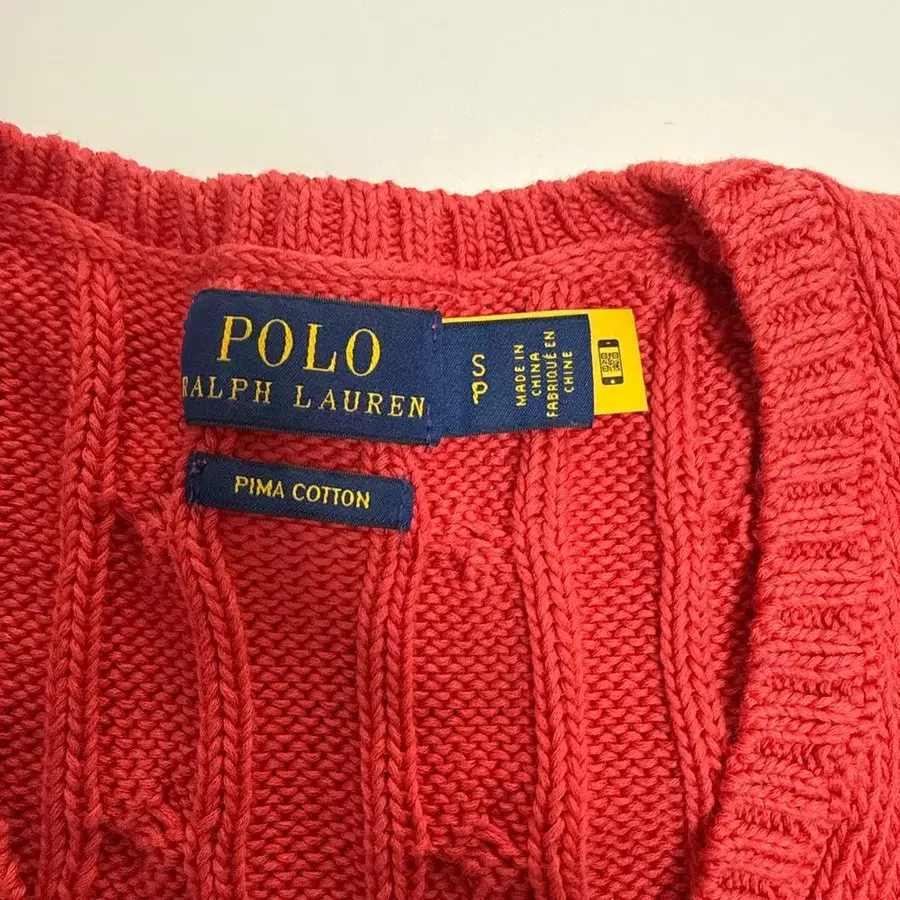 POLO
RALPH LAUREN
S
P
MADE IN
CHINA
FABRIQUÉ EN
CHINE
PIMA COTTON